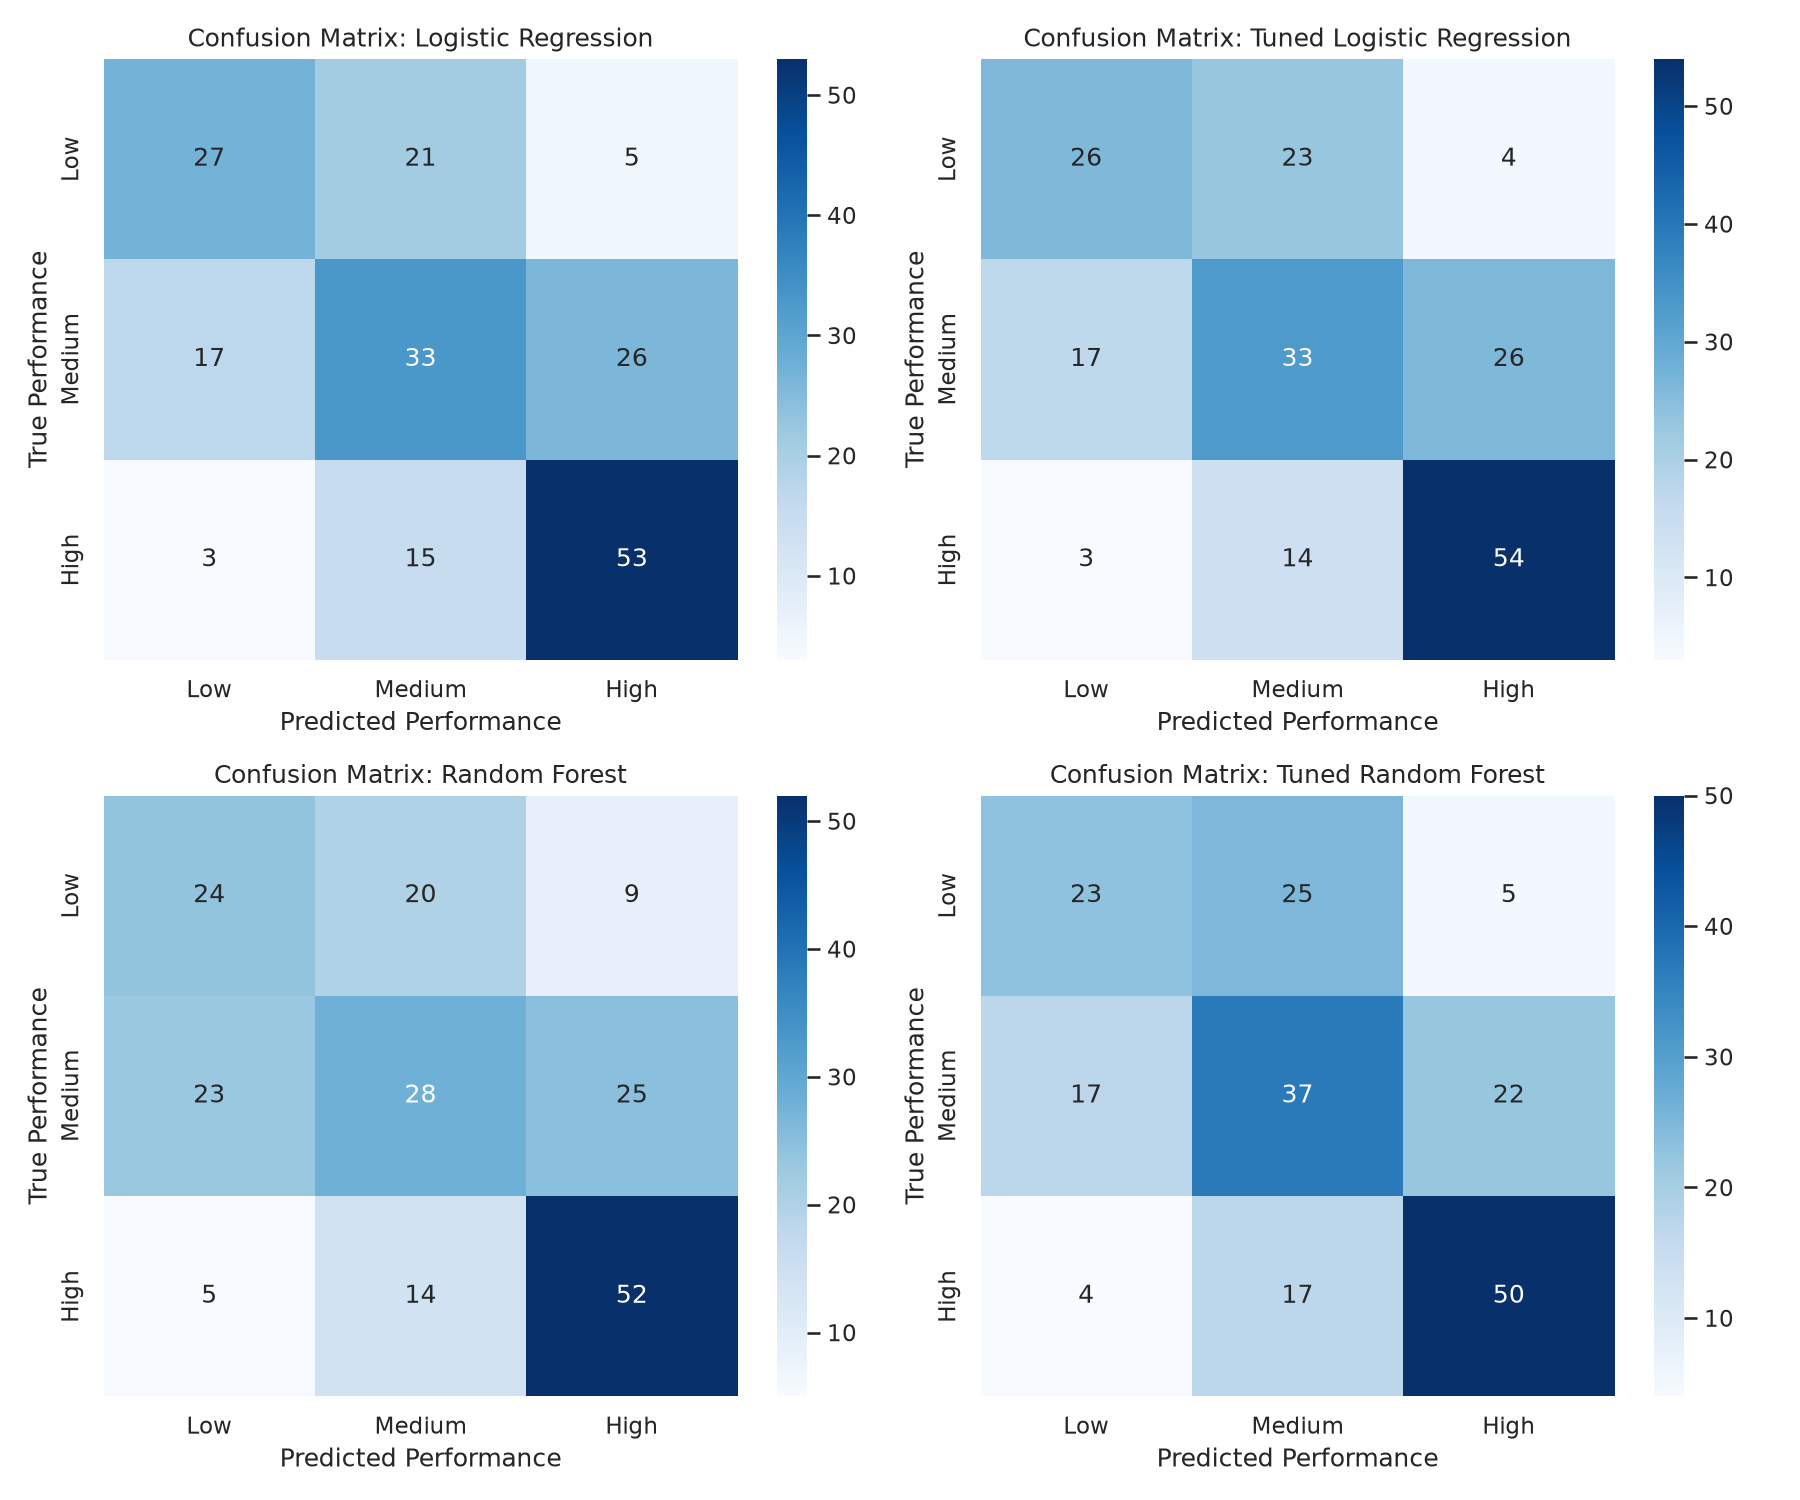 Confusion Matrix: Logistic Regression
50
40
30
20
10
True Performance
Low
27 21 5
Medium
17 33 26
High
3 15 53
Low Medium High
Predicted Performance
Confusion Matrix: Tuned Logistic Regression
50
40
30
20
10
True Performance
Low
26 23 4
Medium
17 33 26
High
3 14 54
Low Medium High
Predicted Performance
Confusion Matrix: Random Forest
50
40
30
20
10
True Performance
Low
24 20 9
Medium
23 28 25
High
5 14 52
Low Medium High
Predicted Performance
Confusion Matrix: Tuned Random Forest
50
40
30
20
10
True Performance
Low
23 25 5
Medium
17 37 22
High
4 17 50
Low Medium High
Predicted Performance